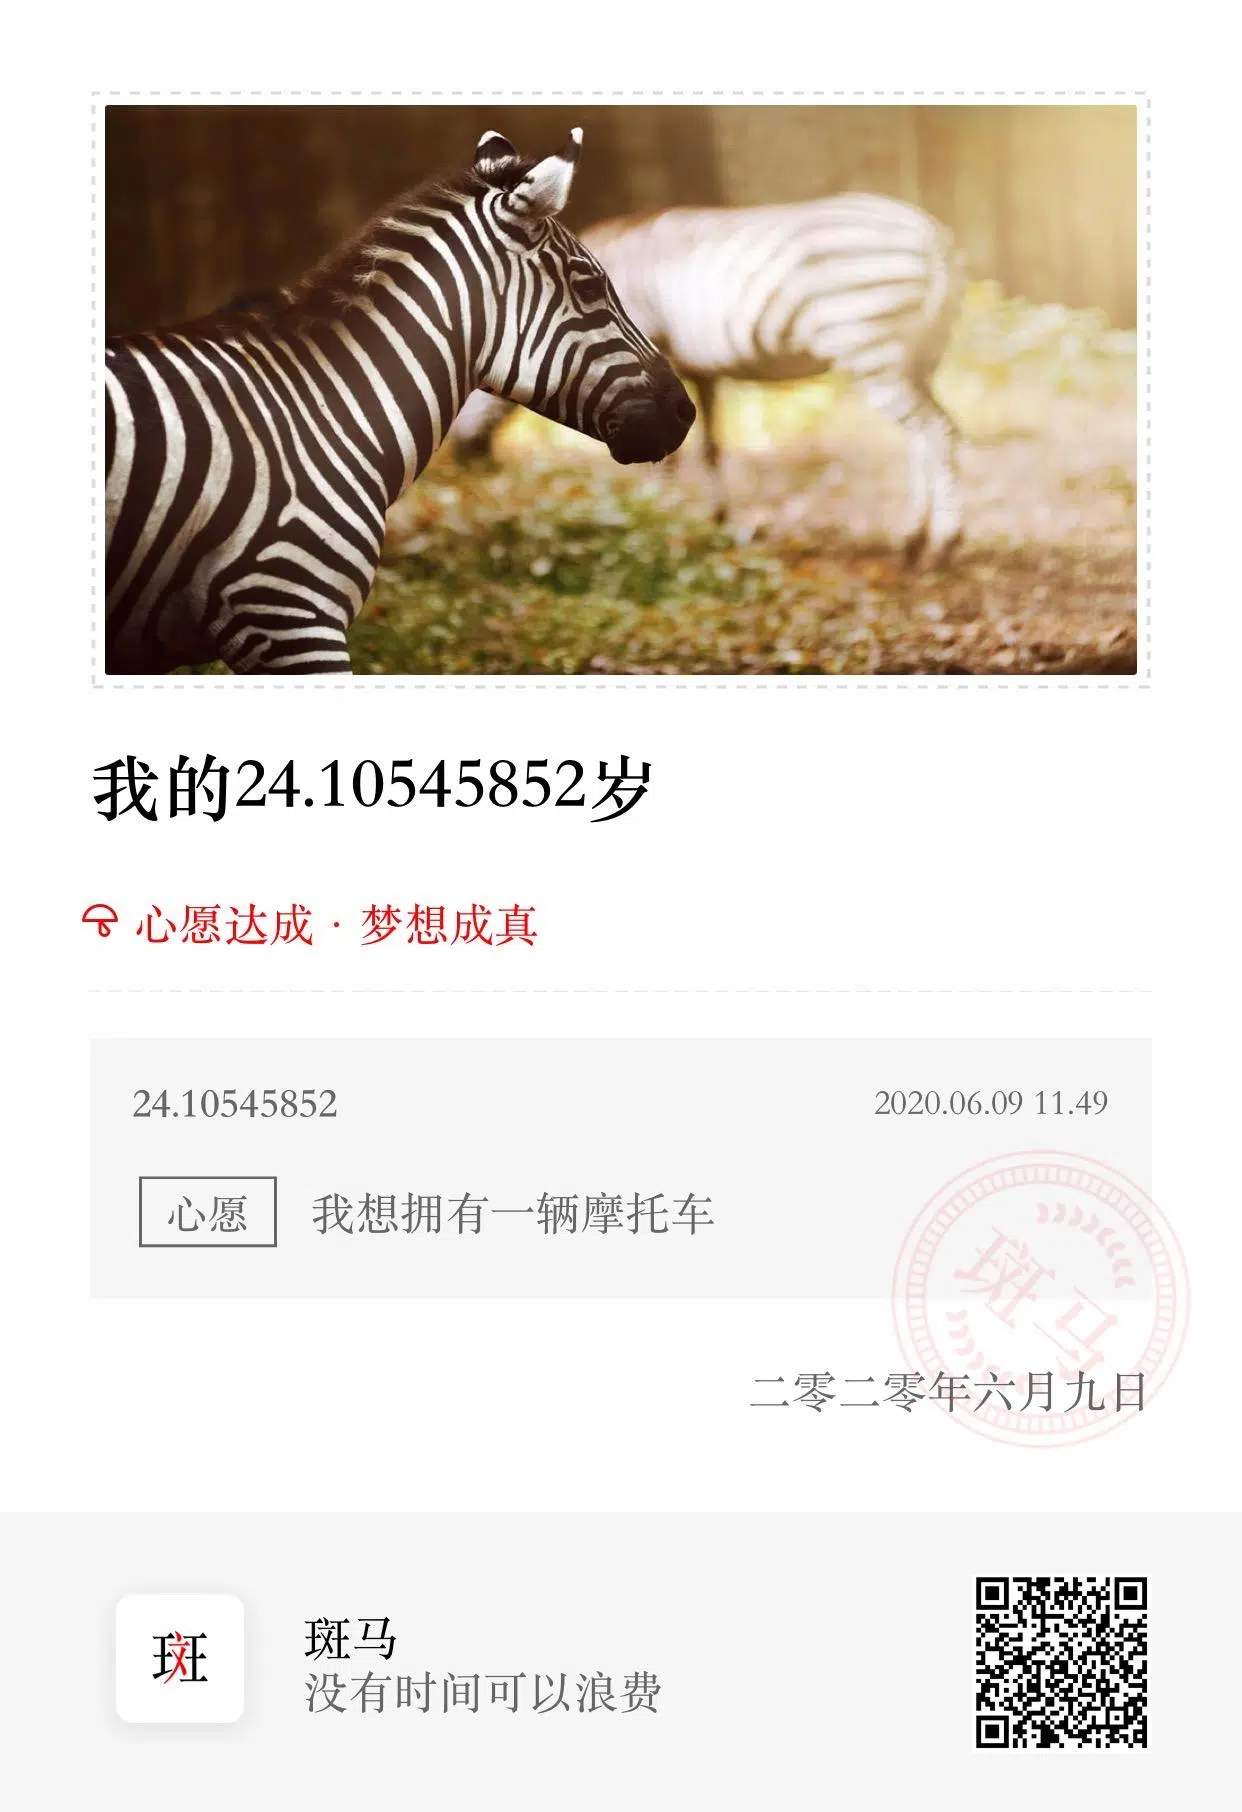 我的24.10545852岁
心愿达成 · 梦想成真
24.10545852
2020.06.09 11.49
心愿 我想拥有一辆摩托车
斑马
二零二零年六月九日
斑
斑马
没有时间可以浪费